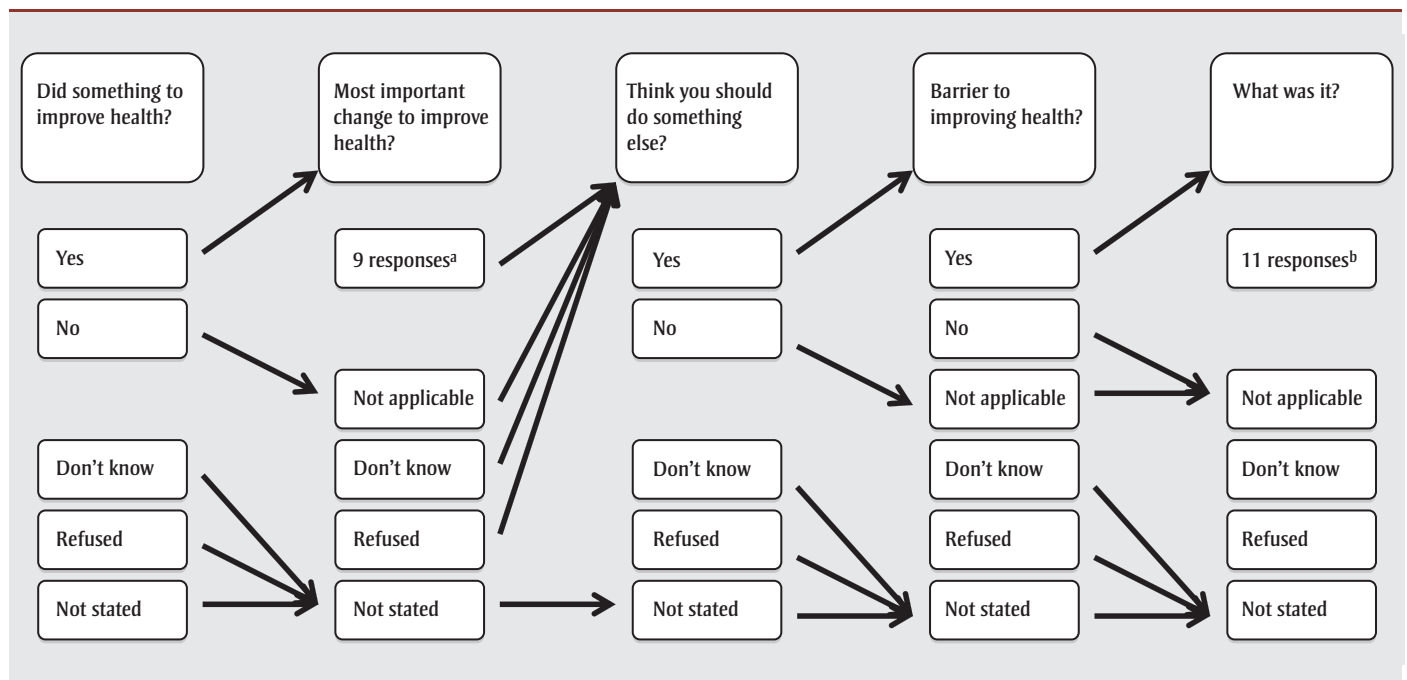 Did something to
improve health?
Yes
No
Don’t know
Refused
Not stated
Most important
change to improve
health?
9 responsesᵃ
Not applicable
Don’t know
Refused
Not stated
Think you should
do something
else?
Yes
No
Don’t know
Refused
Not stated
Barrier to
improving health?
Yes
No
Not applicable
Don’t know
Refused
Not stated
What was it?
11 responsesᵇ
Not applicable
Don’t know
Refused
Not stated